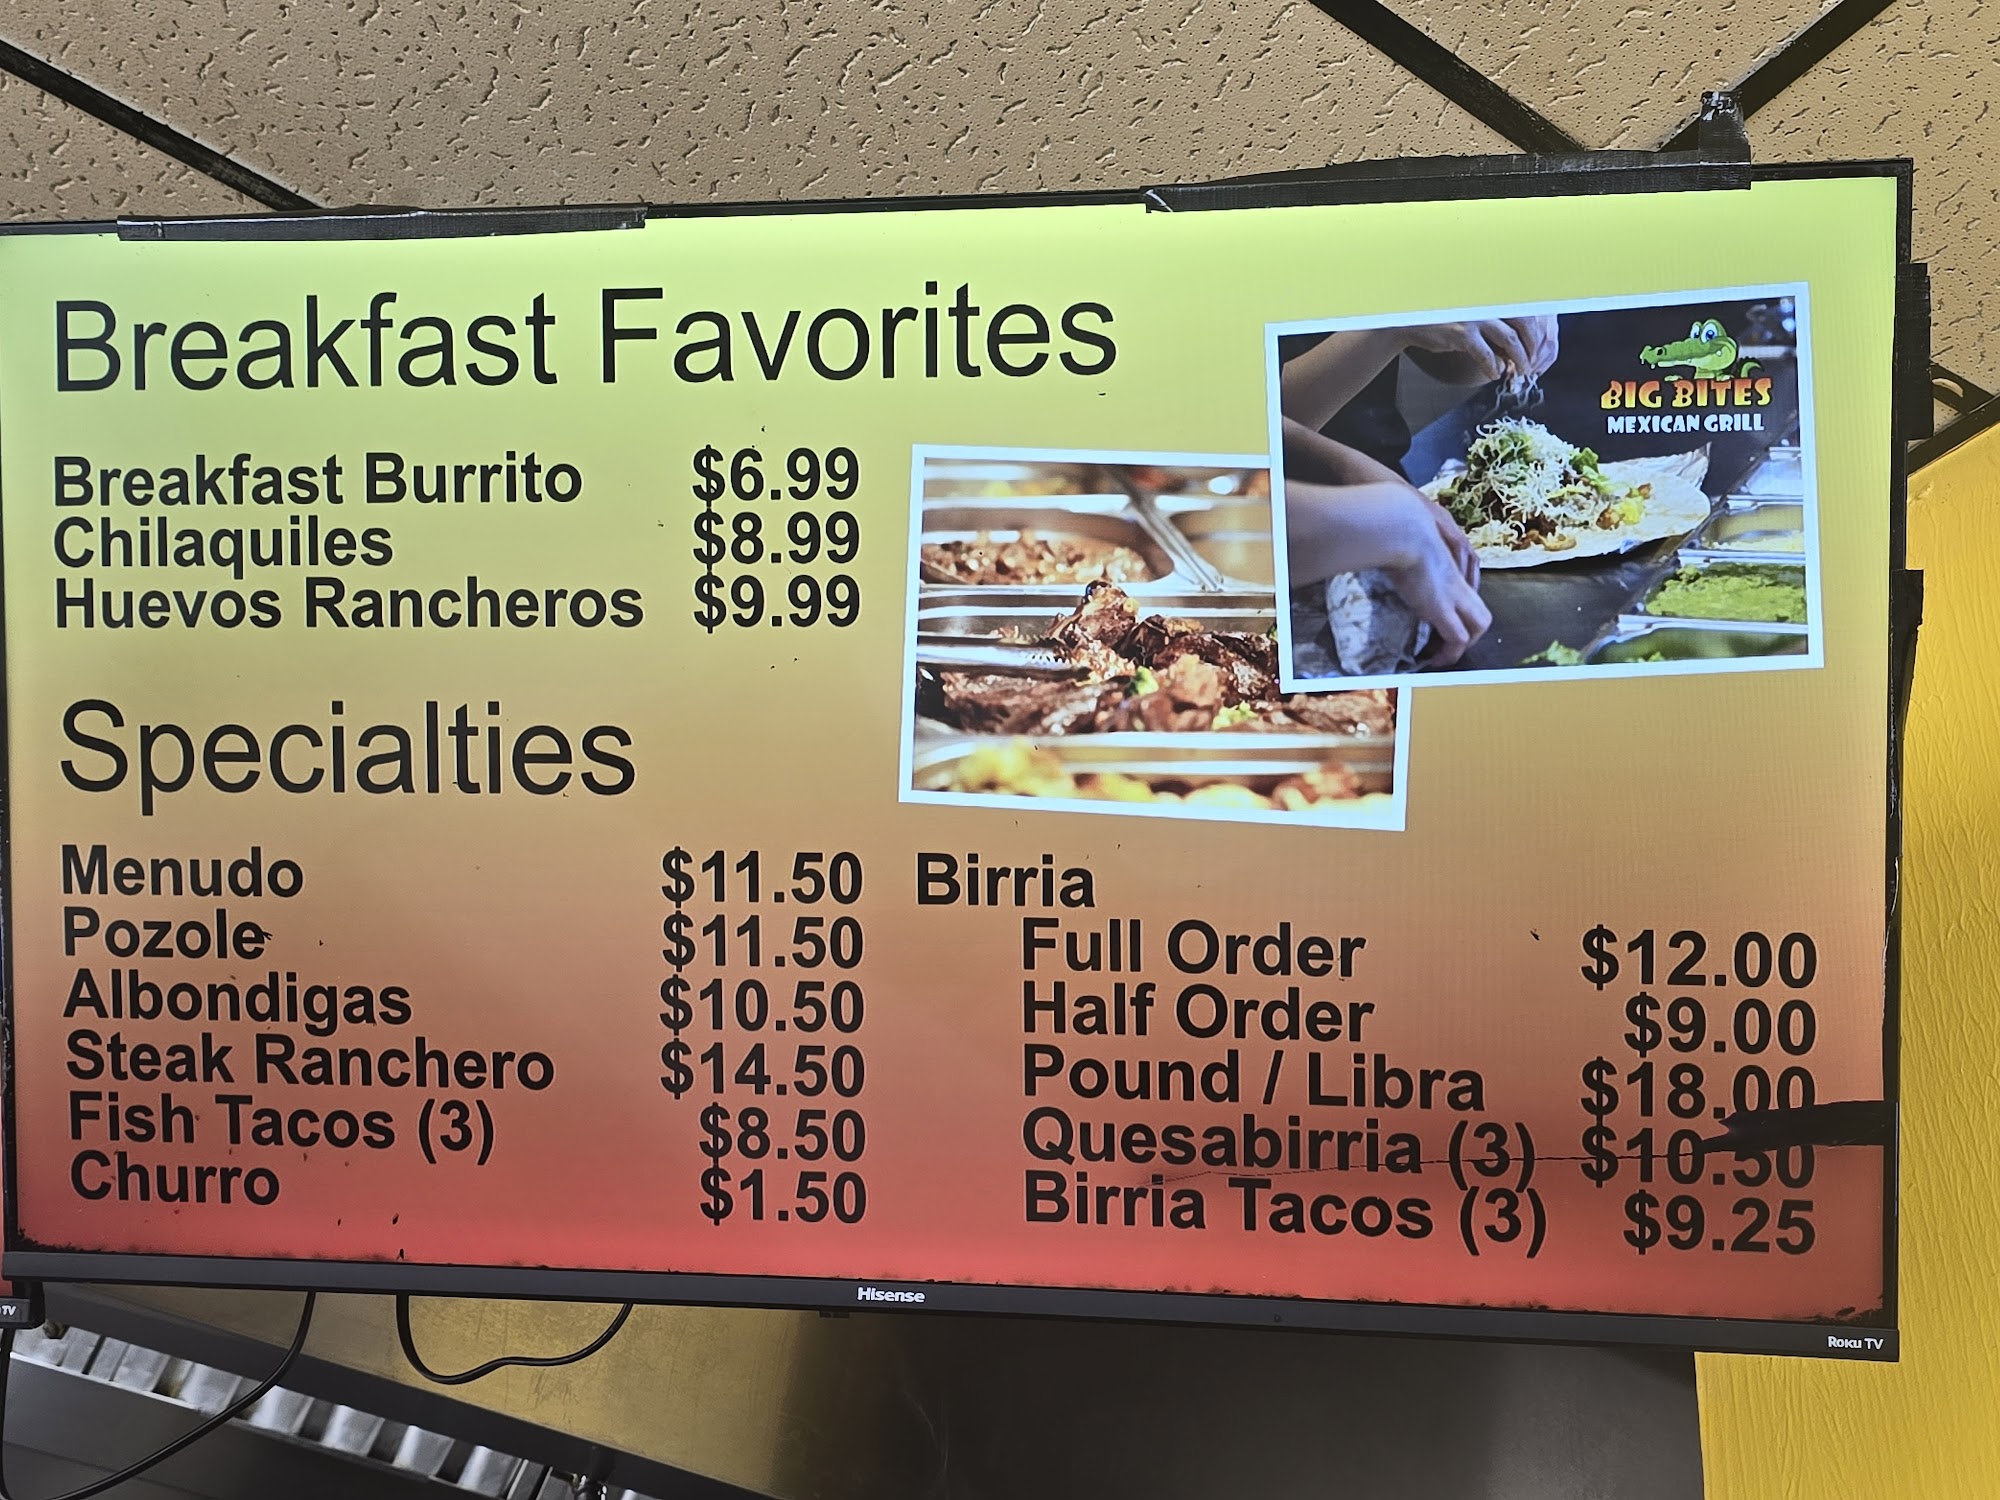 Breakfast Favorites
Breakfast Burrito $6.99
Chilaquiles $8.99
Huevos Rancheros $9.99
BIG BITES
MEXICAN GRILL
Specialties
Menudo $11.50
Pozole $11.50
Albondigas $10.50
Steak Ranchero $14.50
Fish Tacos (3) $8.50
Churro $1.50
Birria
Full Order $12.00
Half Order $9.00
Pound / Libra $18.00
Quesabirria (3) $10.50
Birria Tacos (3) $9.25
Hisense
Roku TV
TV